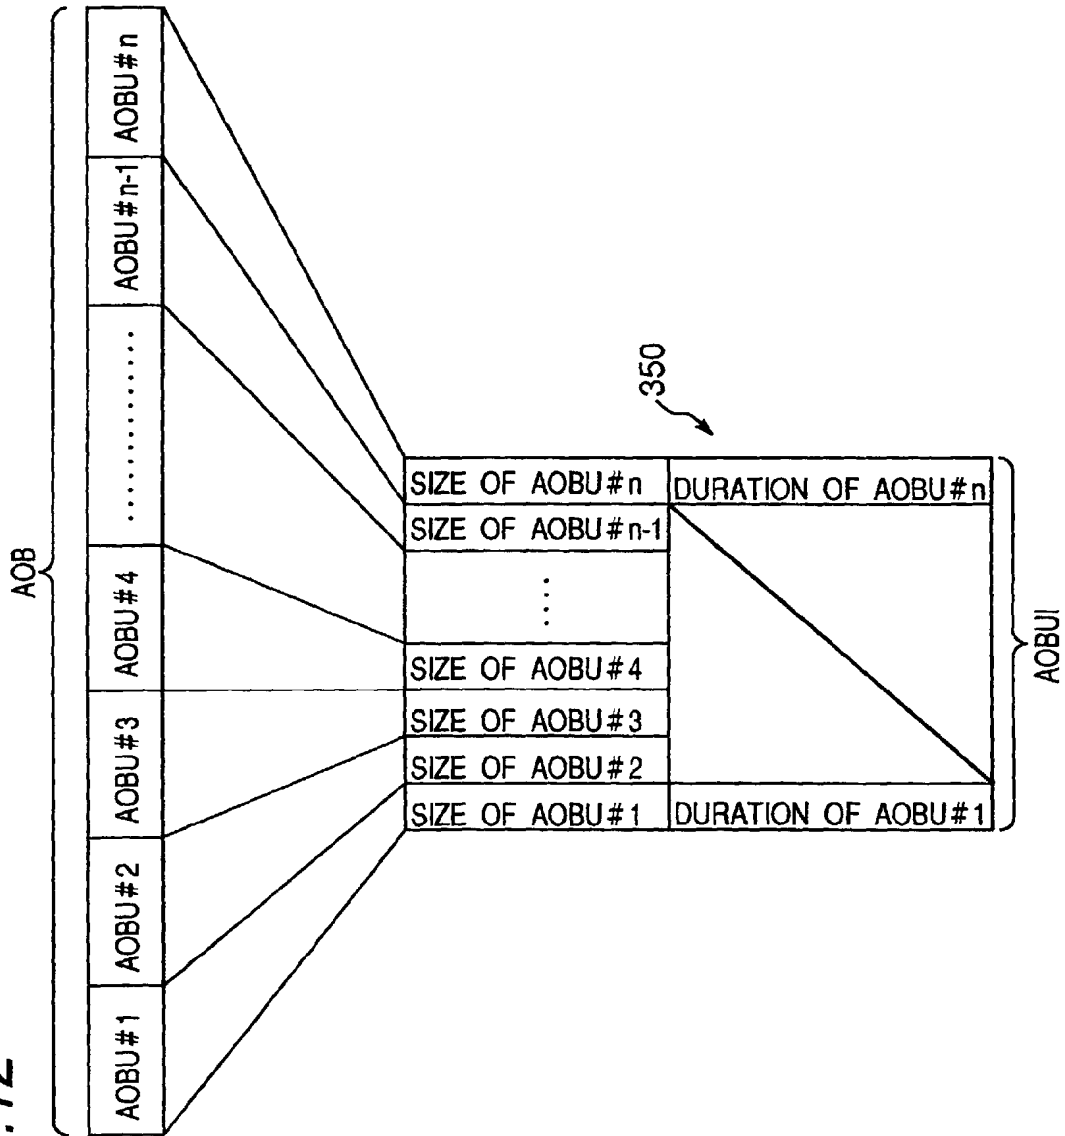 AOB
AOBU#1
AOBU#2
AOBU#3
AOBU#4
............
AOBU#n-1
AOBU#n
350
SIZE OF AOBU#n
DURATION OF AOBU#n
SIZE OF AOBU#n-1
....
SIZE OF AOBU#4
SIZE OF AOBU#3
SIZE OF AOBU#2
SIZE OF AOBU#1
DURATION OF AOBU#1
AOBUI